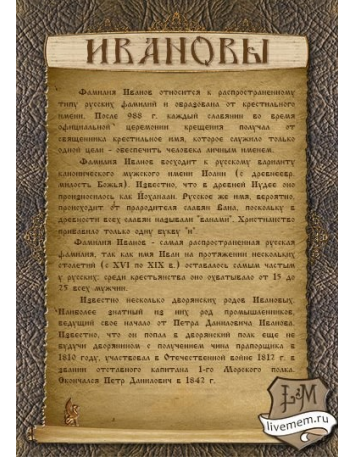 ИВАНОВЫ
Фамилия Иванов относится к распространенному
типу русских фамилий и образована от крестильного
имени. После 988 г. каждый славянин во время
официальной церемонии крещения получал от
священника крестильное имя, которое служило только
одной цели - обеспечить человека личным именем.
Фамилия Иванов восходит к русскому варианту
канонического мужского имени Иоанн (с древнеевр.
милость Божья). Известно, что в древней Иудее оно
произносилось как Йоханаан. Русское же имя, вероятно,
происходит от прародителя славян Вана, поскольку в
древности всех славян называли "ванами". Христианство
прибавило только одну букву "и".
Фамилия Иванов - самая распространенная русская
фамилия, так как имя Иван на протяжении нескольких
столетий (с XVI по XIX в.) оставалось самым частым
у русских: среди крестьянства оно охватывало от 15 до
25 всех мужчин.
Известно несколько дворянских родов Ивановых.
Наиболее знатный из них род промышленников,
ведущий свое начало от Петра Даниловича Иванова.
Известно, что он попал в дворянский полк еще не
будучи дворянином с получением чина прапорщика в
1810 году, участвовал в Отечественной войне 1812 г. в
звании отставного капитана 1-го Морского полка.
Скончался Петр Данилович в 1842 г.
L&M
livemem.ru